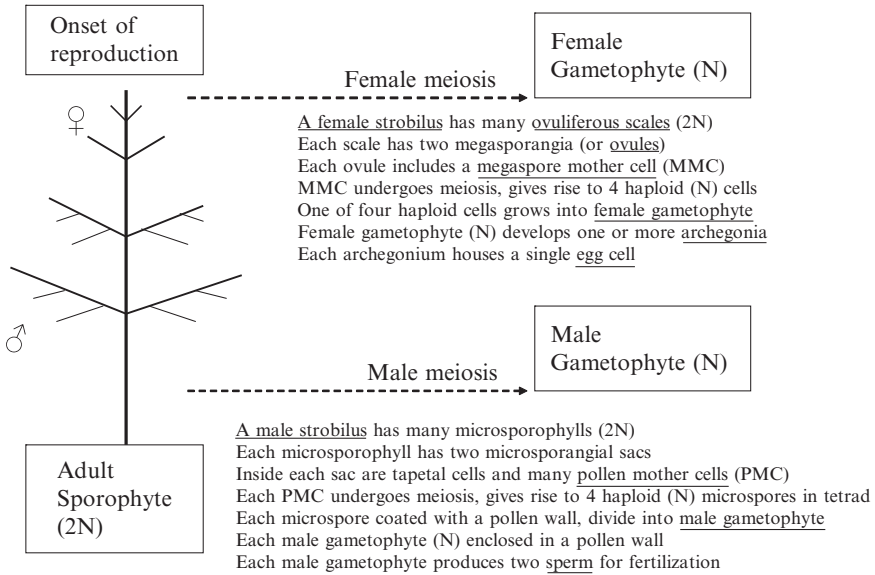 Onset of
reproduction
Female
Gametophyte (N)
Female meiosis
♀
A female strobilus has many ovuliferous scales (2N)
Each scale has two megasporangia (or ovules)
Each ovule includes a megaspore mother cell (MMC)
MMC undergoes meiosis, gives rise to 4 haploid (N) cells
One of four haploid cells grows into female gametophyte
Female gametophyte (N) develops one or more archegonia
Each archegonium houses a single egg cell
♂
Male
Gametophyte (N)
Male meiosis
A male strobilus has many microsporophylls (2N)
Each microsporophyll has two microsporangial sacs
Inside each sac are tapetal cells and many pollen mother cells (PMC)
Each PMC undergoes meiosis, gives rise to 4 haploid (N) microspores in tetrad
Each microspore coated with a pollen wall, divide into male gametophyte
Each male gametophyte (N) enclosed in a pollen wall
Each male gametophyte produces two sperm for fertilization
Adult
Sporophyte
(2N)